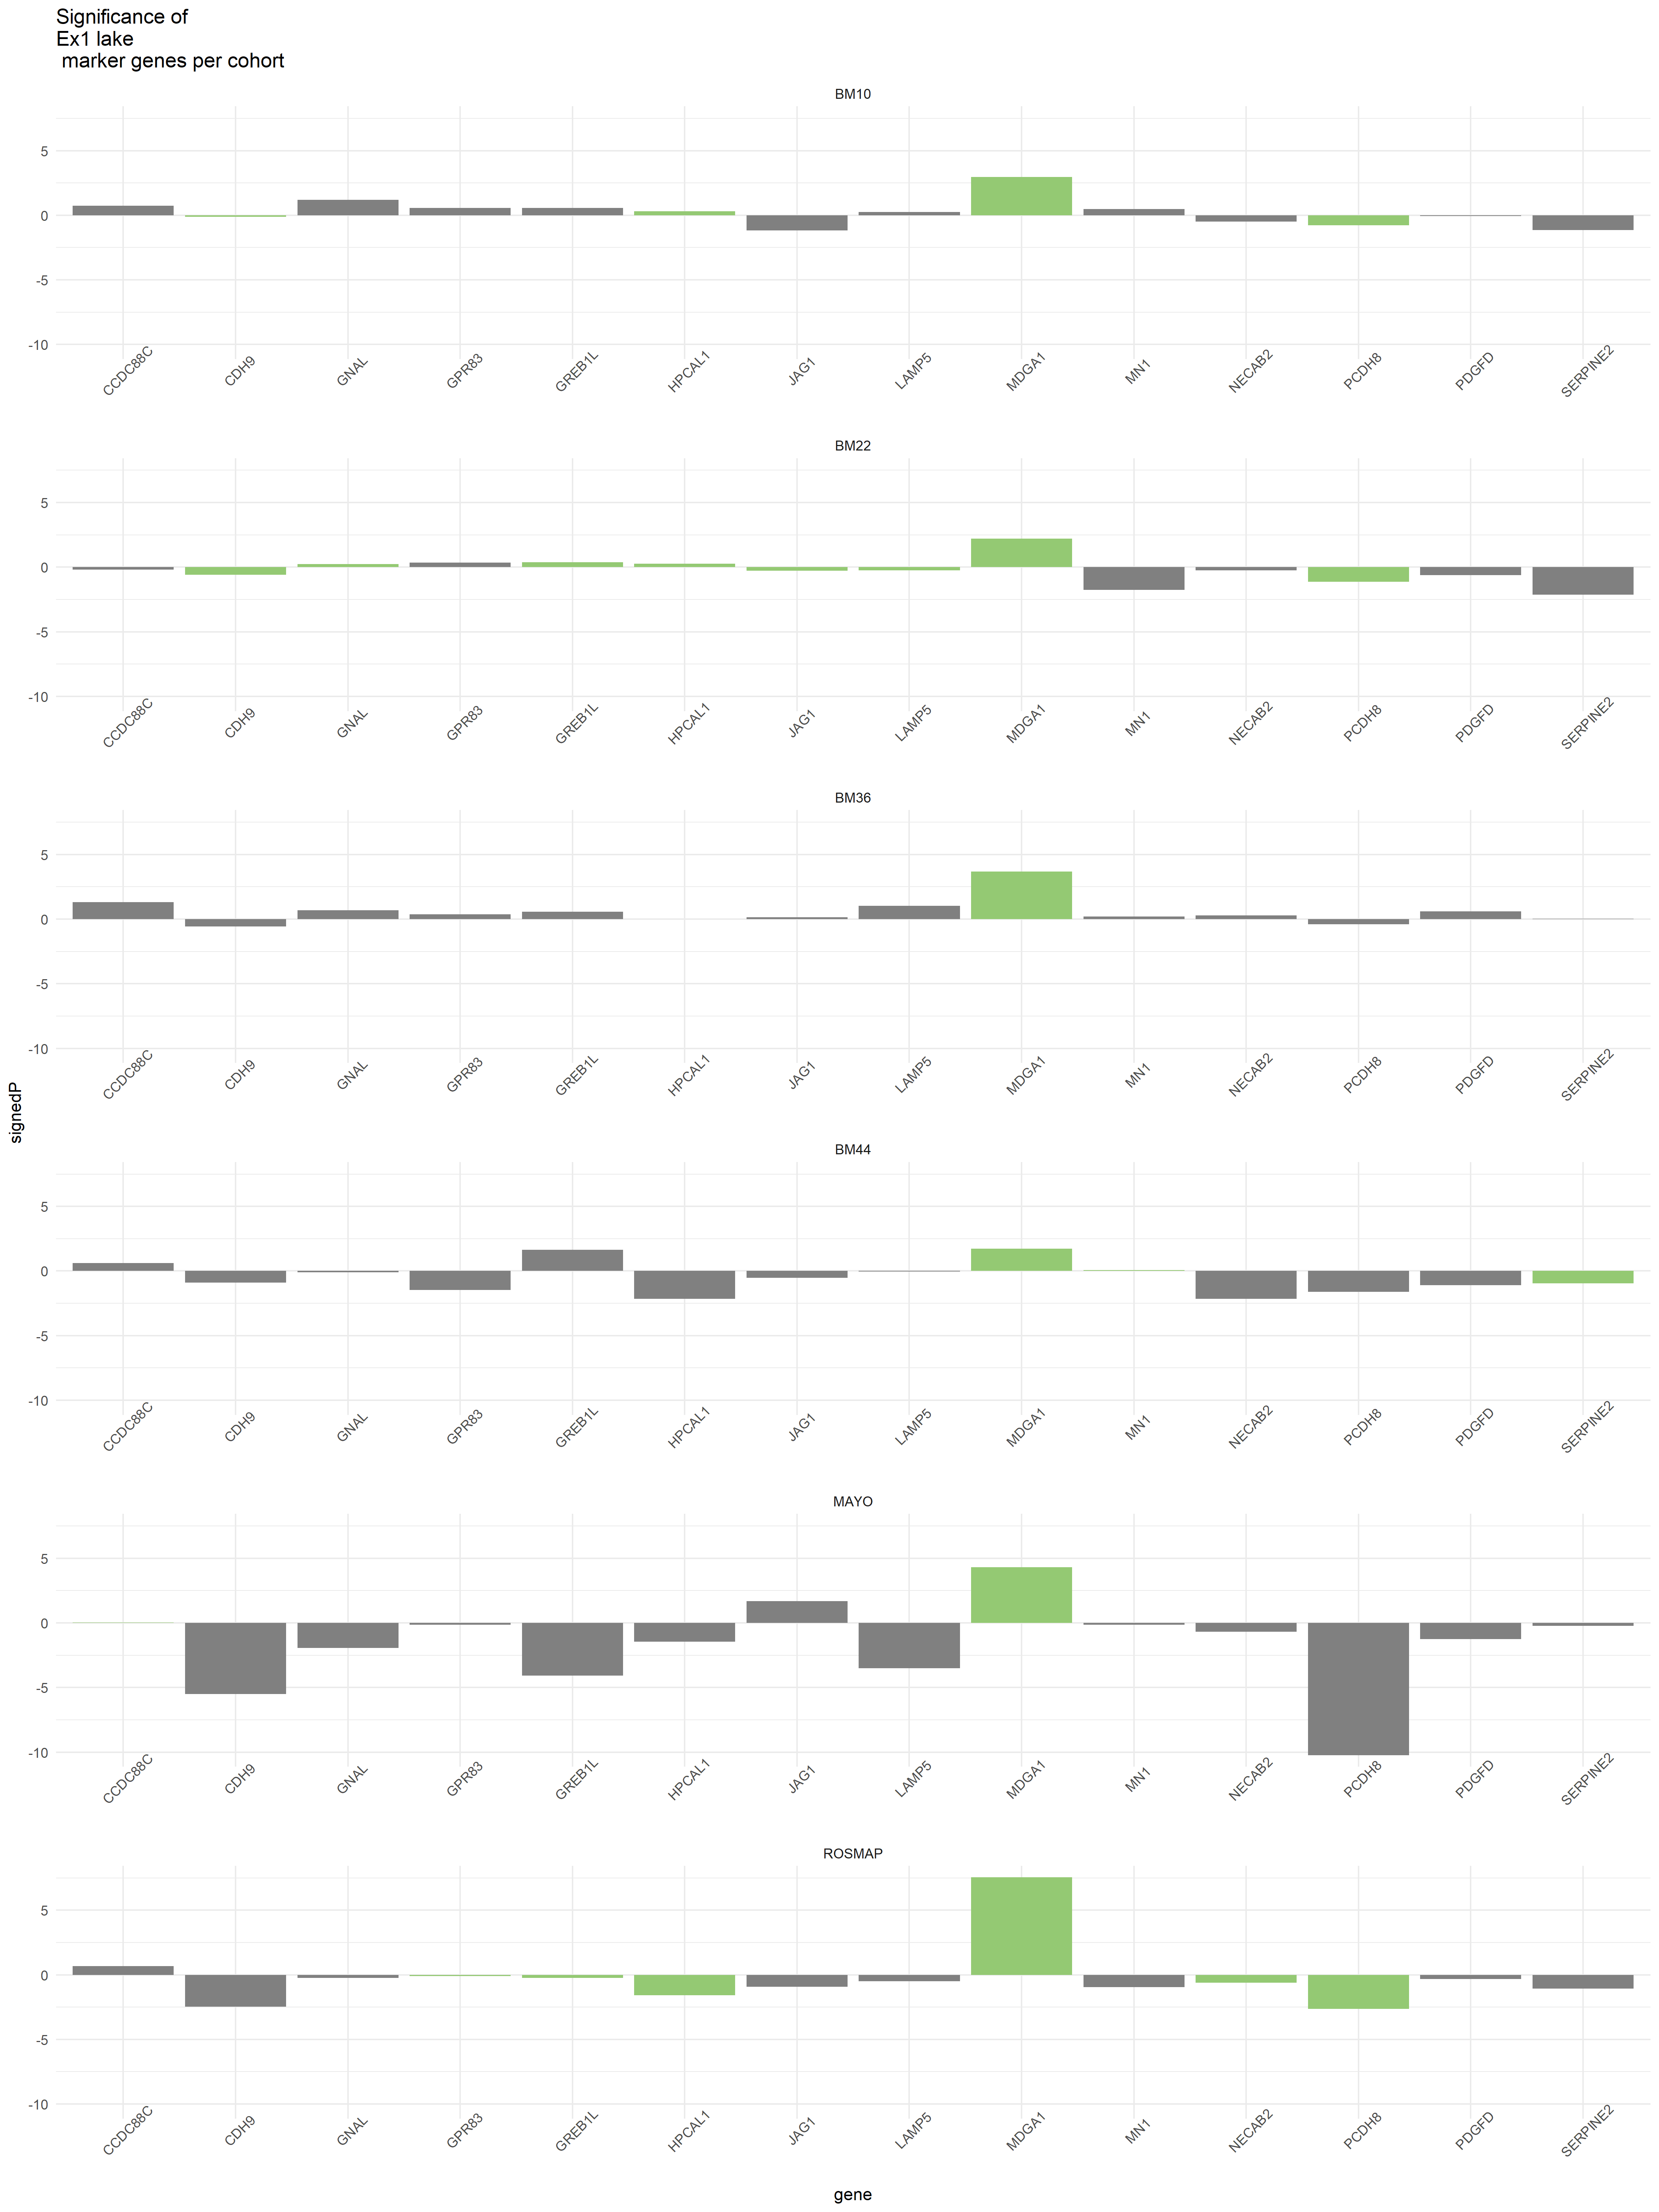 Significance of
Ex1 lake
marker genes per cohort
signedP
BM10
5
0
-5
-10
CCDC88C CDH9 GNAL GPR83 GREB1L HPCAL1 JAG1 LAMP5 MDGA1 MN1 NECAB2 PCDH8 PDGFD SERPINE2
BM22
5
0
-5
-10
CCDC88C CDH9 GNAL GPR83 GREB1L HPCAL1 JAG1 LAMP5 MDGA1 MN1 NECAB2 PCDH8 PDGFD SERPINE2
BM36
5
0
-5
-10
CCDC88C CDH9 GNAL GPR83 GREB1L HPCAL1 JAG1 LAMP5 MDGA1 MN1 NECAB2 PCDH8 PDGFD SERPINE2
BM44
5
0
-5
-10
CCDC88C CDH9 GNAL GPR83 GREB1L HPCAL1 JAG1 LAMP5 MDGA1 MN1 NECAB2 PCDH8 PDGFD SERPINE2
MAYO
5
0
-5
-10
CCDC88C CDH9 GNAL GPR83 GREB1L HPCAL1 JAG1 LAMP5 MDGA1 MN1 NECAB2 PCDH8 PDGFD SERPINE2
ROSMAP
5
0
-5
-10
CCDC88C CDH9 GNAL GPR83 GREB1L HPCAL1 JAG1 LAMP5 MDGA1 MN1 NECAB2 PCDH8 PDGFD SERPINE2
gene